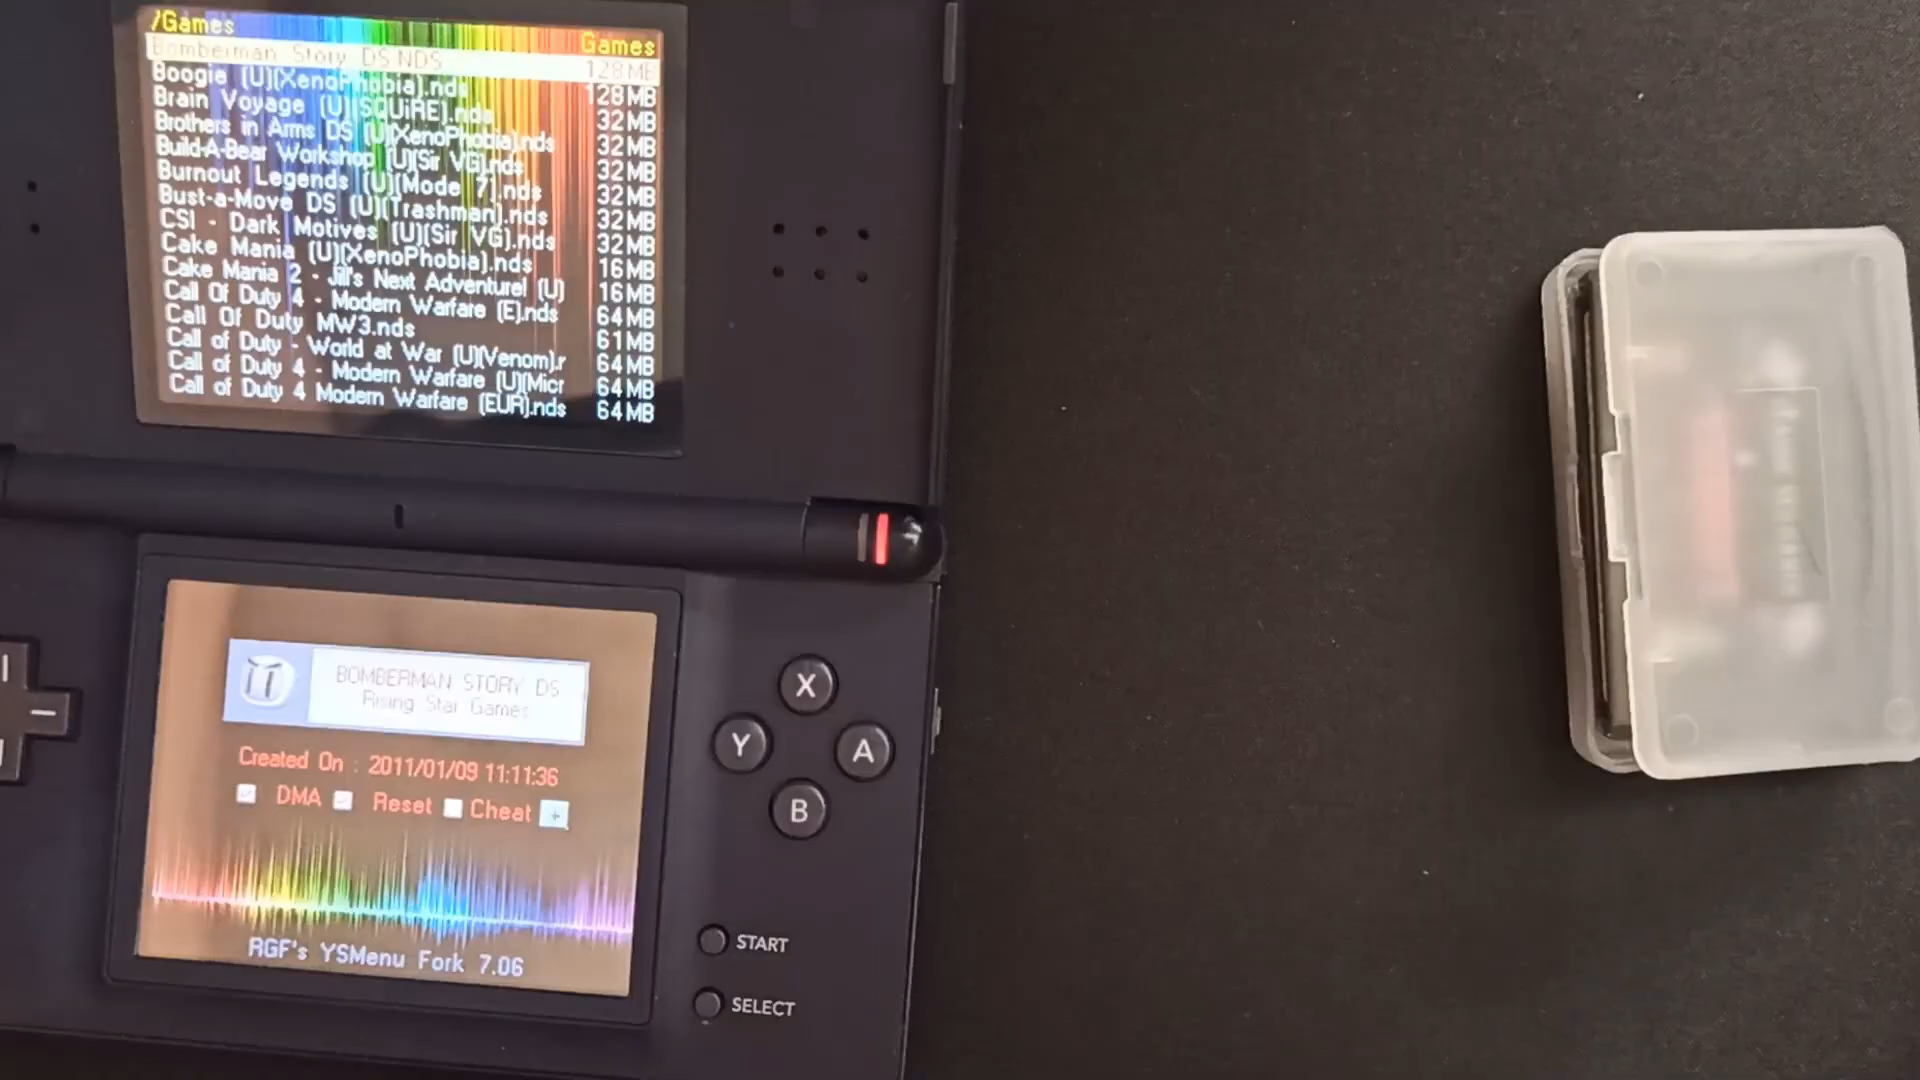 /Games
Games
Bomberman Story DS.NDS 128MB
Boogie (U)(XenoPhobia).nds 128MB
Brain Voyage (U)(SQUiRE).nds 32MB
Brothers in Arms DS (U)(XenoPhobia).nds 32MB
Build-A-Bear Workshop (U)(Sir VG).nds 32MB
Burnout Legends (U)(Mode 7).nds 32MB
Bust-a-Move DS (U)(Trashman).nds 32MB
CSI - Dark Motives (U)(Sir VG).nds 32MB
Cake Mania (U)(XenoPhobia).nds 16MB
Cake Mania 2 - Jill's Next Adventure! (U) 16MB
Call Of Duty 4 - Modern Warfare (E).nds 64MB
Call Of Duty MW3.nds 61MB
Call of Duty - World at War (U)(Venom).r 64MB
Call of Duty 4 - Modern Warfare (U)(Micr 64MB
Call of Duty 4 Modern Warfare (EUR).nds 64MB
BOMBERMAN STORY DS
Rising Star Games
Created On : 2011/01/09 11:11:36
DMA Reset Cheat +
RGF's YSMenu Fork 7.06
X
Y
A
B
START
SELECT